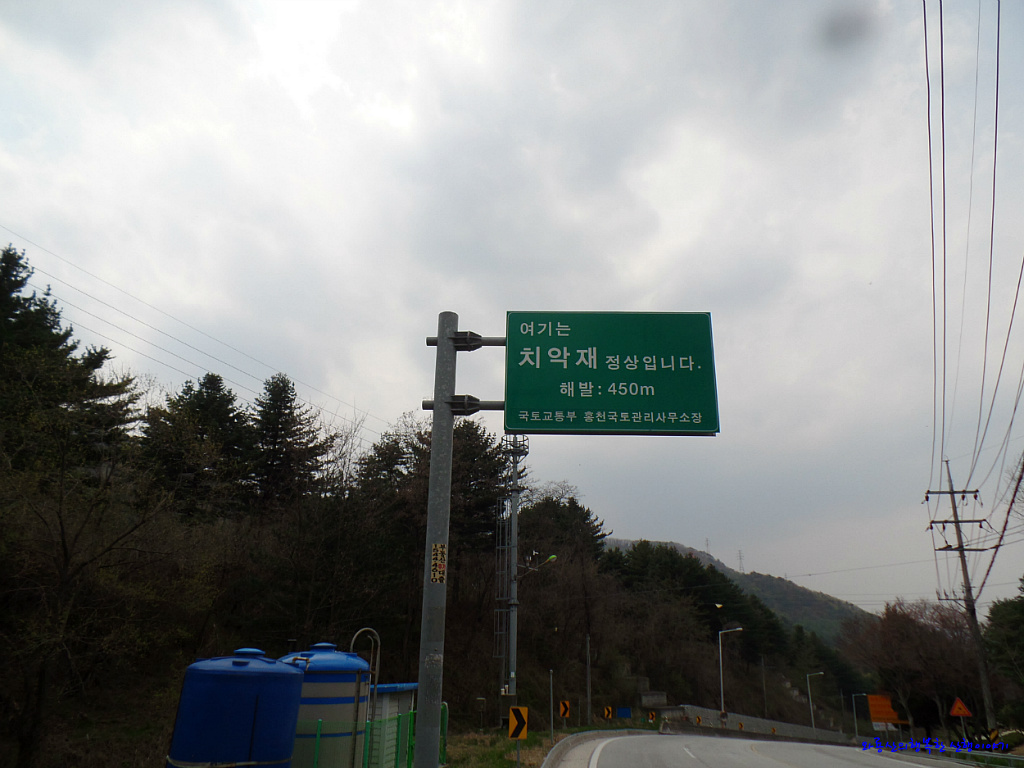 여기는
치악재 정상입니다.
해발 : 450m
국토교통부 홍천국토관리사무소장